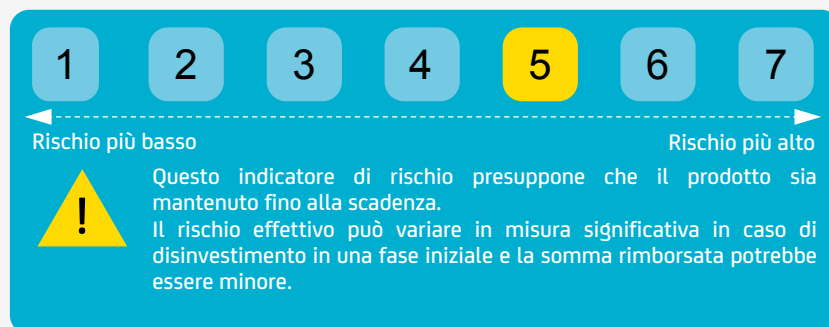 1 2 3 4 5 6 7
Rischio più basso Rischio più alto
! Questo indicatore di rischio presuppone che il prodotto sia
mantenuto fino alla scadenza.
Il rischio effettivo può variare in misura significativa in caso di
disinvestimento in una fase iniziale e la somma rimborsata potrebbe
essere minore.